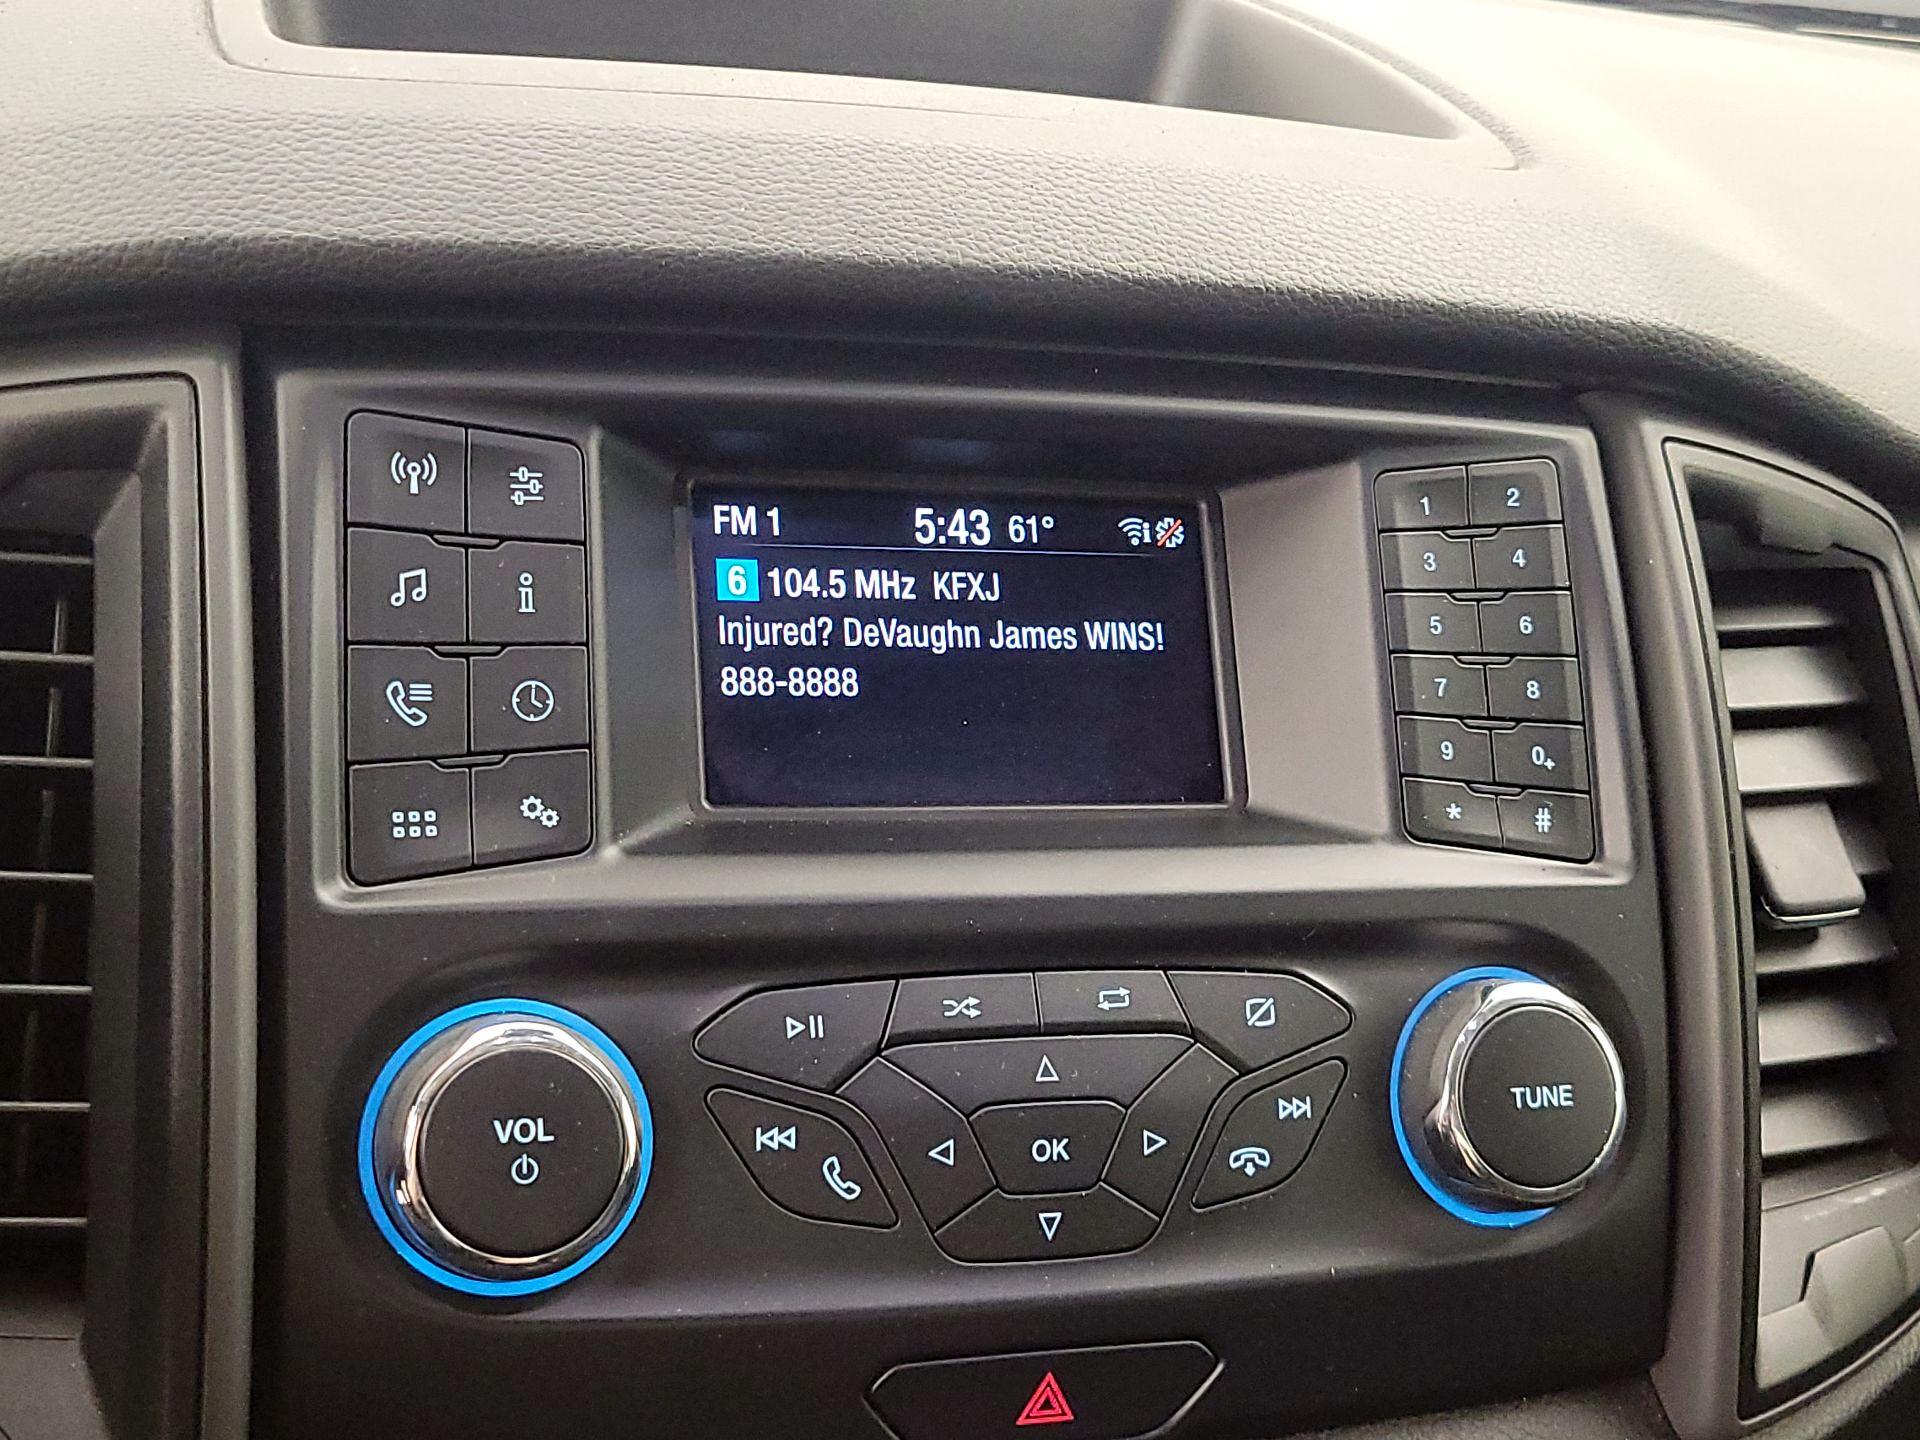 FM 1 5:43 61°
6 104.5 MHz KFXJ
Injured? DeVaughn James WINS!
888-8888
1 2
3 4
5 6
7 8
9 0+
* #
VOL
OK
TUNE